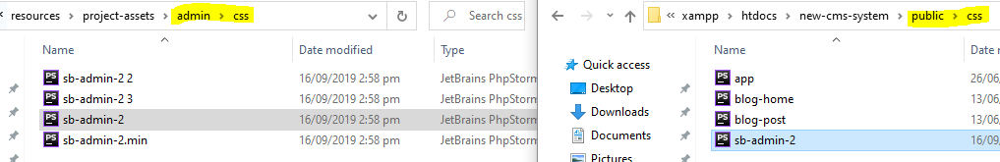 resources > project-assets > admin > css
Search css
Name Date modified Type
sb-admin-2 2 16/09/2019 2:58 pm JetBrains PhpStorm
sb-admin-2 3 16/09/2019 2:58 pm JetBrains PhpStorm
sb-admin-2 16/09/2019 2:58 pm JetBrains PhpStorm
sb-admin-2.min 16/09/2019 2:58 pm JetBrains PhpStorm
« xampp > htdocs > new-cms-system > public > css
Quick access
Desktop
Downloads
Documents
Pictures
Name Date m
app 26/06,
blog-home 13/06,
blog-post 13/06,
sb-admin-2 16/09,